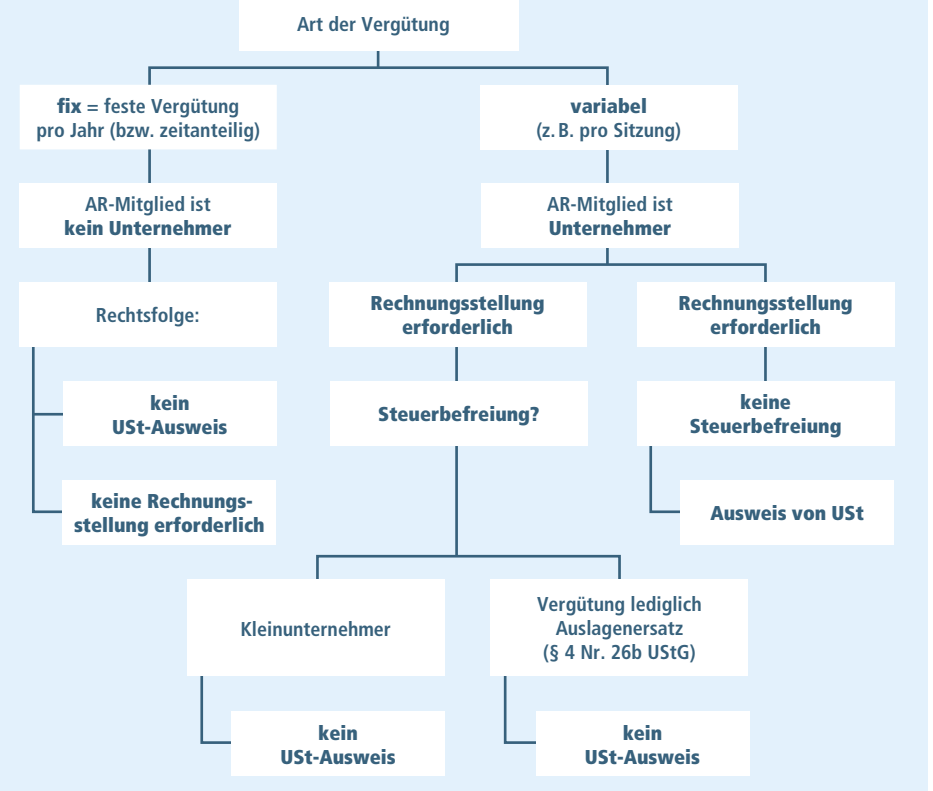 Art der Vergütung
fix = feste Vergütung
pro Jahr (bzw. zeitanteilig)
variabel
(z. B. pro Sitzung)
AR-Mitglied ist
kein Unternehmer
AR-Mitglied ist
Unternehmer
Rechtsfolge:
Rechnungsstellung
erforderlich
Rechnungsstellung
erforderlich
kein
USt-Ausweis
Steuerbefreiung?
keine
Steuerbefreiung
keine Rechnungs-
stellung erforderlich
Ausweis von USt
Kleinunternehmer
Vergütung lediglich
Auslagenersatz
(§ 4 Nr. 26b UStG)
kein
USt-Ausweis
kein
USt-Ausweis